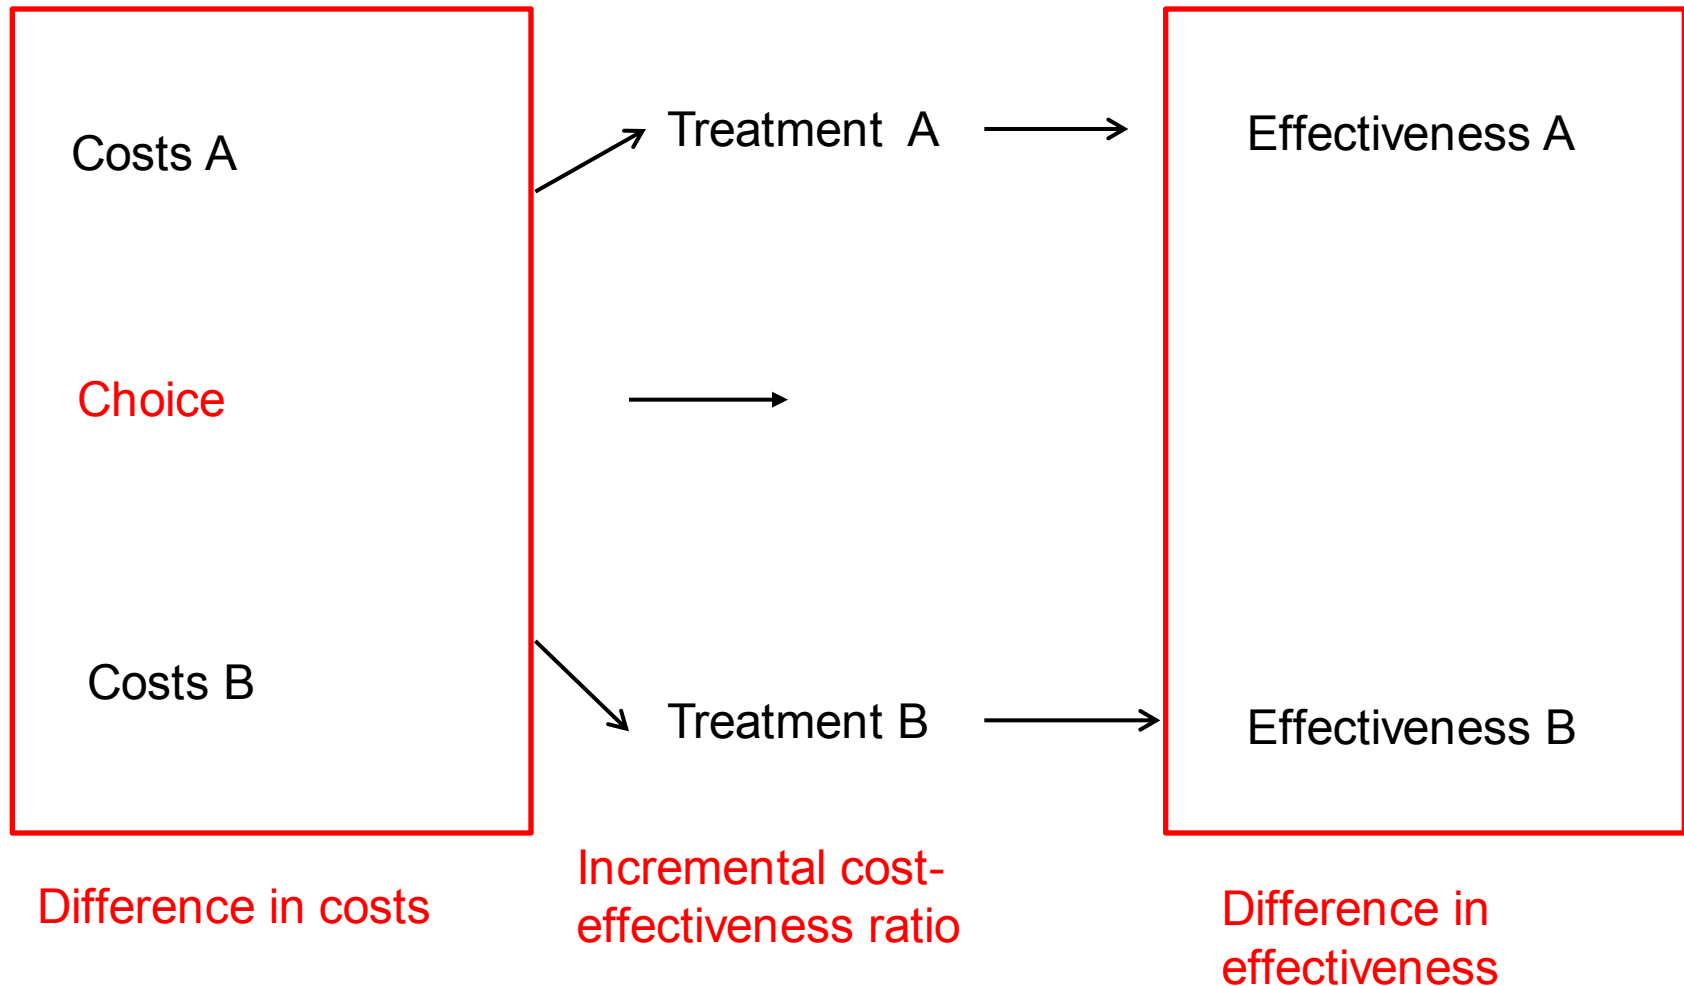 Costs A
Treatment A
Effectiveness A
Choice
Costs B
Treatment B
Effectiveness B
Difference in costs
Incremental cost-
effectiveness ratio
Difference in
effectiveness